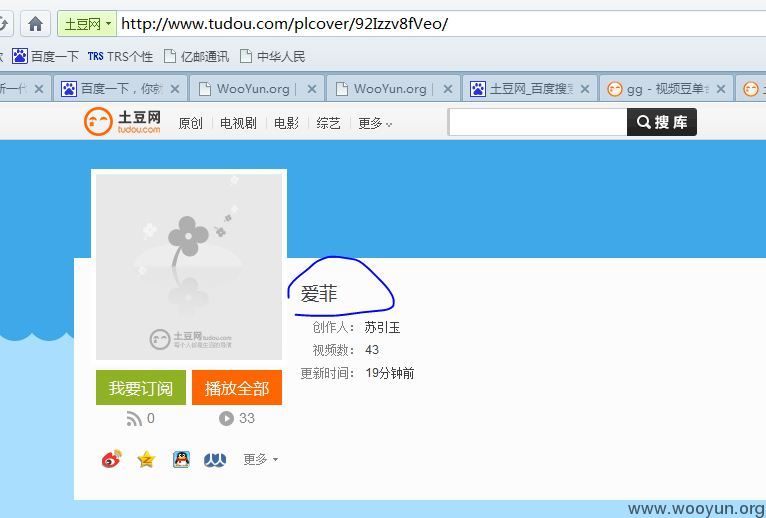 土豆网 http://www.tudou.com/plcover/92Izzv8fVeo/
百度一下 TRS TRS个性 亿邮通讯 中华人民
百度一下，你就 WooYun.org | WooYun.org | 土豆网_百度搜索 gg - 视频豆单
土豆网 tudou.com 原创 电视剧 电影 综艺 更多 搜库
爱菲
创作人： 苏引玉
视频数： 43
更新时间： 19分钟前
土豆网 tudou.com
每个人都是生活的导演
我要订阅 播放全部
0 33
更多
www.wooyun.org